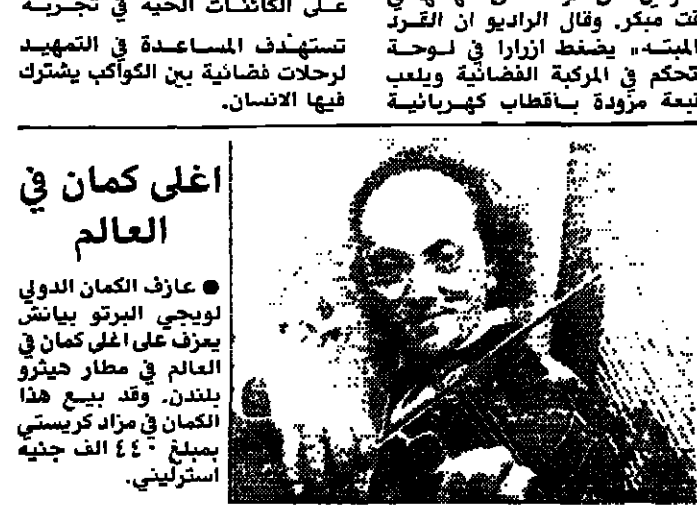 قت مبكر. وقال الراديو ان القرد
المبته» يضغط ازرارا في لوحة
تحكم في المركبة الفضائية ويلعب
تبعة مزودة بأقطاب كهربائية
على الكائنات الحية في تجربة
تستهدف المساعدة في التمهيد
لرحلات فضائية بين الكواكب يشترك
فيها الانسان.
اغلى كمان في
العالم
● عازف الكمان الدولي
لويجي البرتو بيانش
يعزف على اغلى كمان في
العالم في مطار هيثرو
بلندن. وقد بيع هذا
الكمان في مزاد كريستي
بمبلغ ٤٤٠ الف جنيه
استرليني.